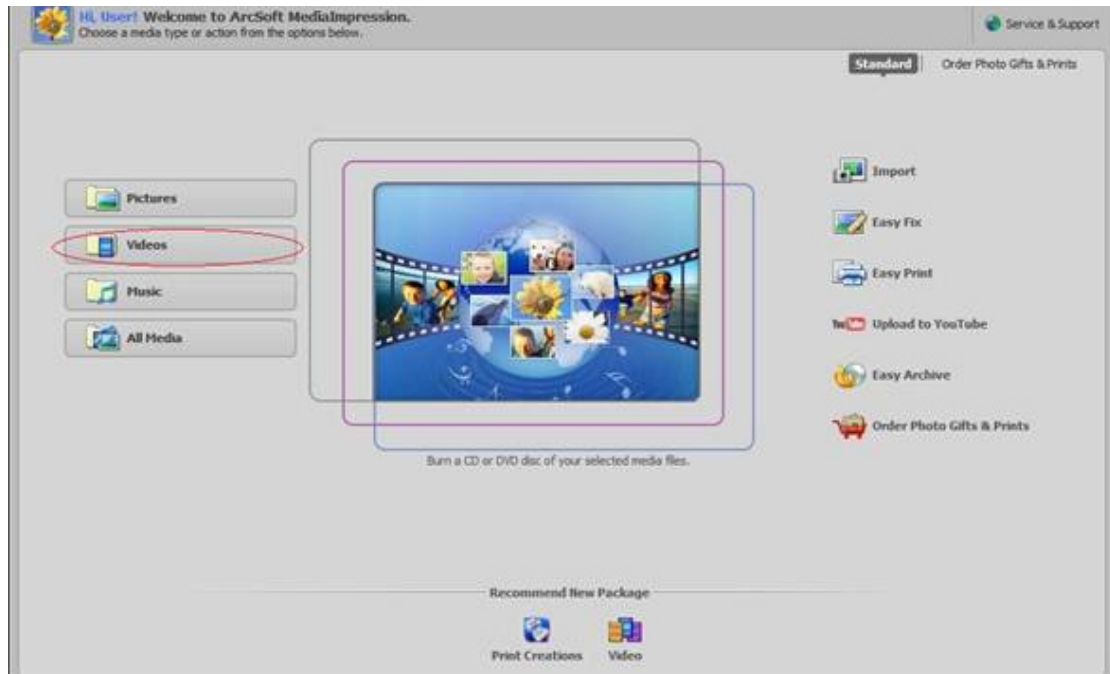 Hi, User! Welcome to ArcSoft MediaImpression.
Choose a media type or action from the options below.
Service & Support
Standard
Order Photo Gifts & Prints
Pictures
Videos
Music
All Media
Import
Easy Fix
Easy Print
Upload to YouTube
Easy Archive
Order Photo Gifts & Prints
Burn a CD or DVD disc of your selected media files.
Recommend New Package
Print Creations
Video